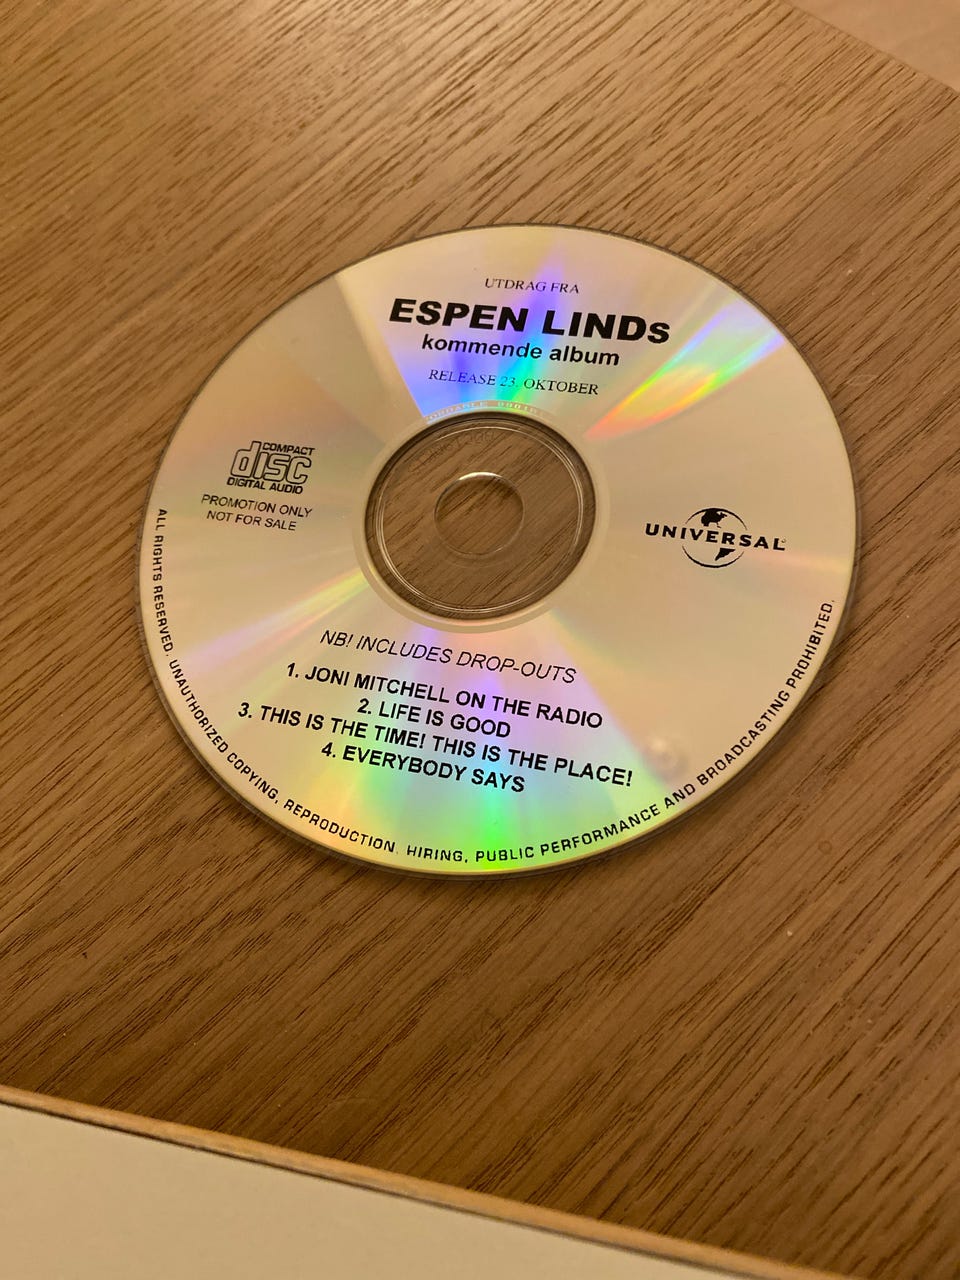 UTDRAG FRA
ESPEN LINDs
kommende album
RELEASE 23. OKTOBER
COMPACT
disc
DIGITAL AUDIO
PROMOTION ONLY
NOT FOR SALE
UNIVERSAL
NB! INCLUDES DROP-OUTS
1. JONI MITCHELL ON THE RADIO
2. LIFE IS GOOD
3. THIS IS THE TIME! THIS IS THE PLACE!
4. EVERYBODY SAYS
ALL RIGHTS RESERVED. UNAUTHORIZED COPYING, REPRODUCTION. HIRING, PUBLIC PERFORMANCE AND BROADCASTING PROHIBITED.